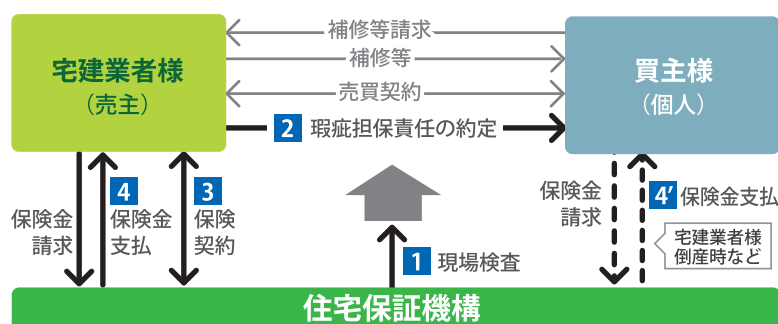 宅建業者様
（売主）
補修等請求
補修等
売買契約
2 瑕疵担保責任の約定
買主様
（個人）
保険金
請求
4
保険金
支払
3
保険
契約
1 現場検査
保険金
請求
4’ 保険金支払
宅建業者様
倒産時など
住宅保証機構